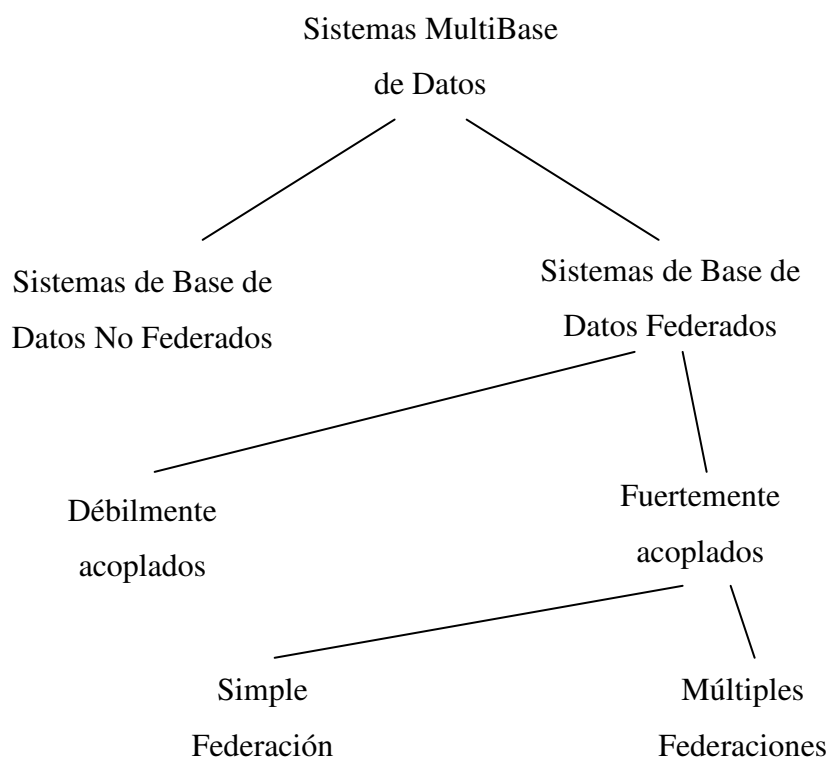 Sistemas MultiBase
de Datos
Sistemas de Base de
Datos No Federados
Sistemas de Base de
Datos Federados
Débilmente
acoplados
Fuertemente
acoplados
Simple
Federación
Múltiples
Federaciones